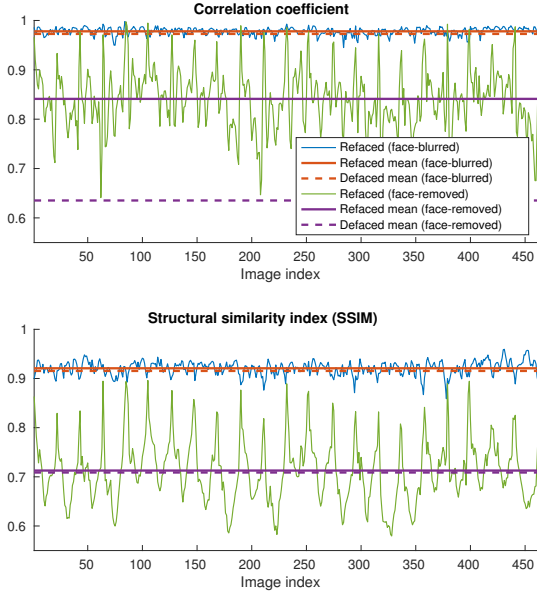 Correlation coefficient
1
0.9
0.8
0.7
0.6
Refaced (face-blurred)
Refaced mean (face-blurred)
Defaced mean (face-blurred)
Refaced (face-removed)
Refaced mean (face-removed)
Defaced mean (face-removed)
50 100 150 200 250 300 350 400 450
Image index
Structural similarity index (SSIM)
1
0.9
0.8
0.7
0.6
50 100 150 200 250 300 350 400 450
Image index